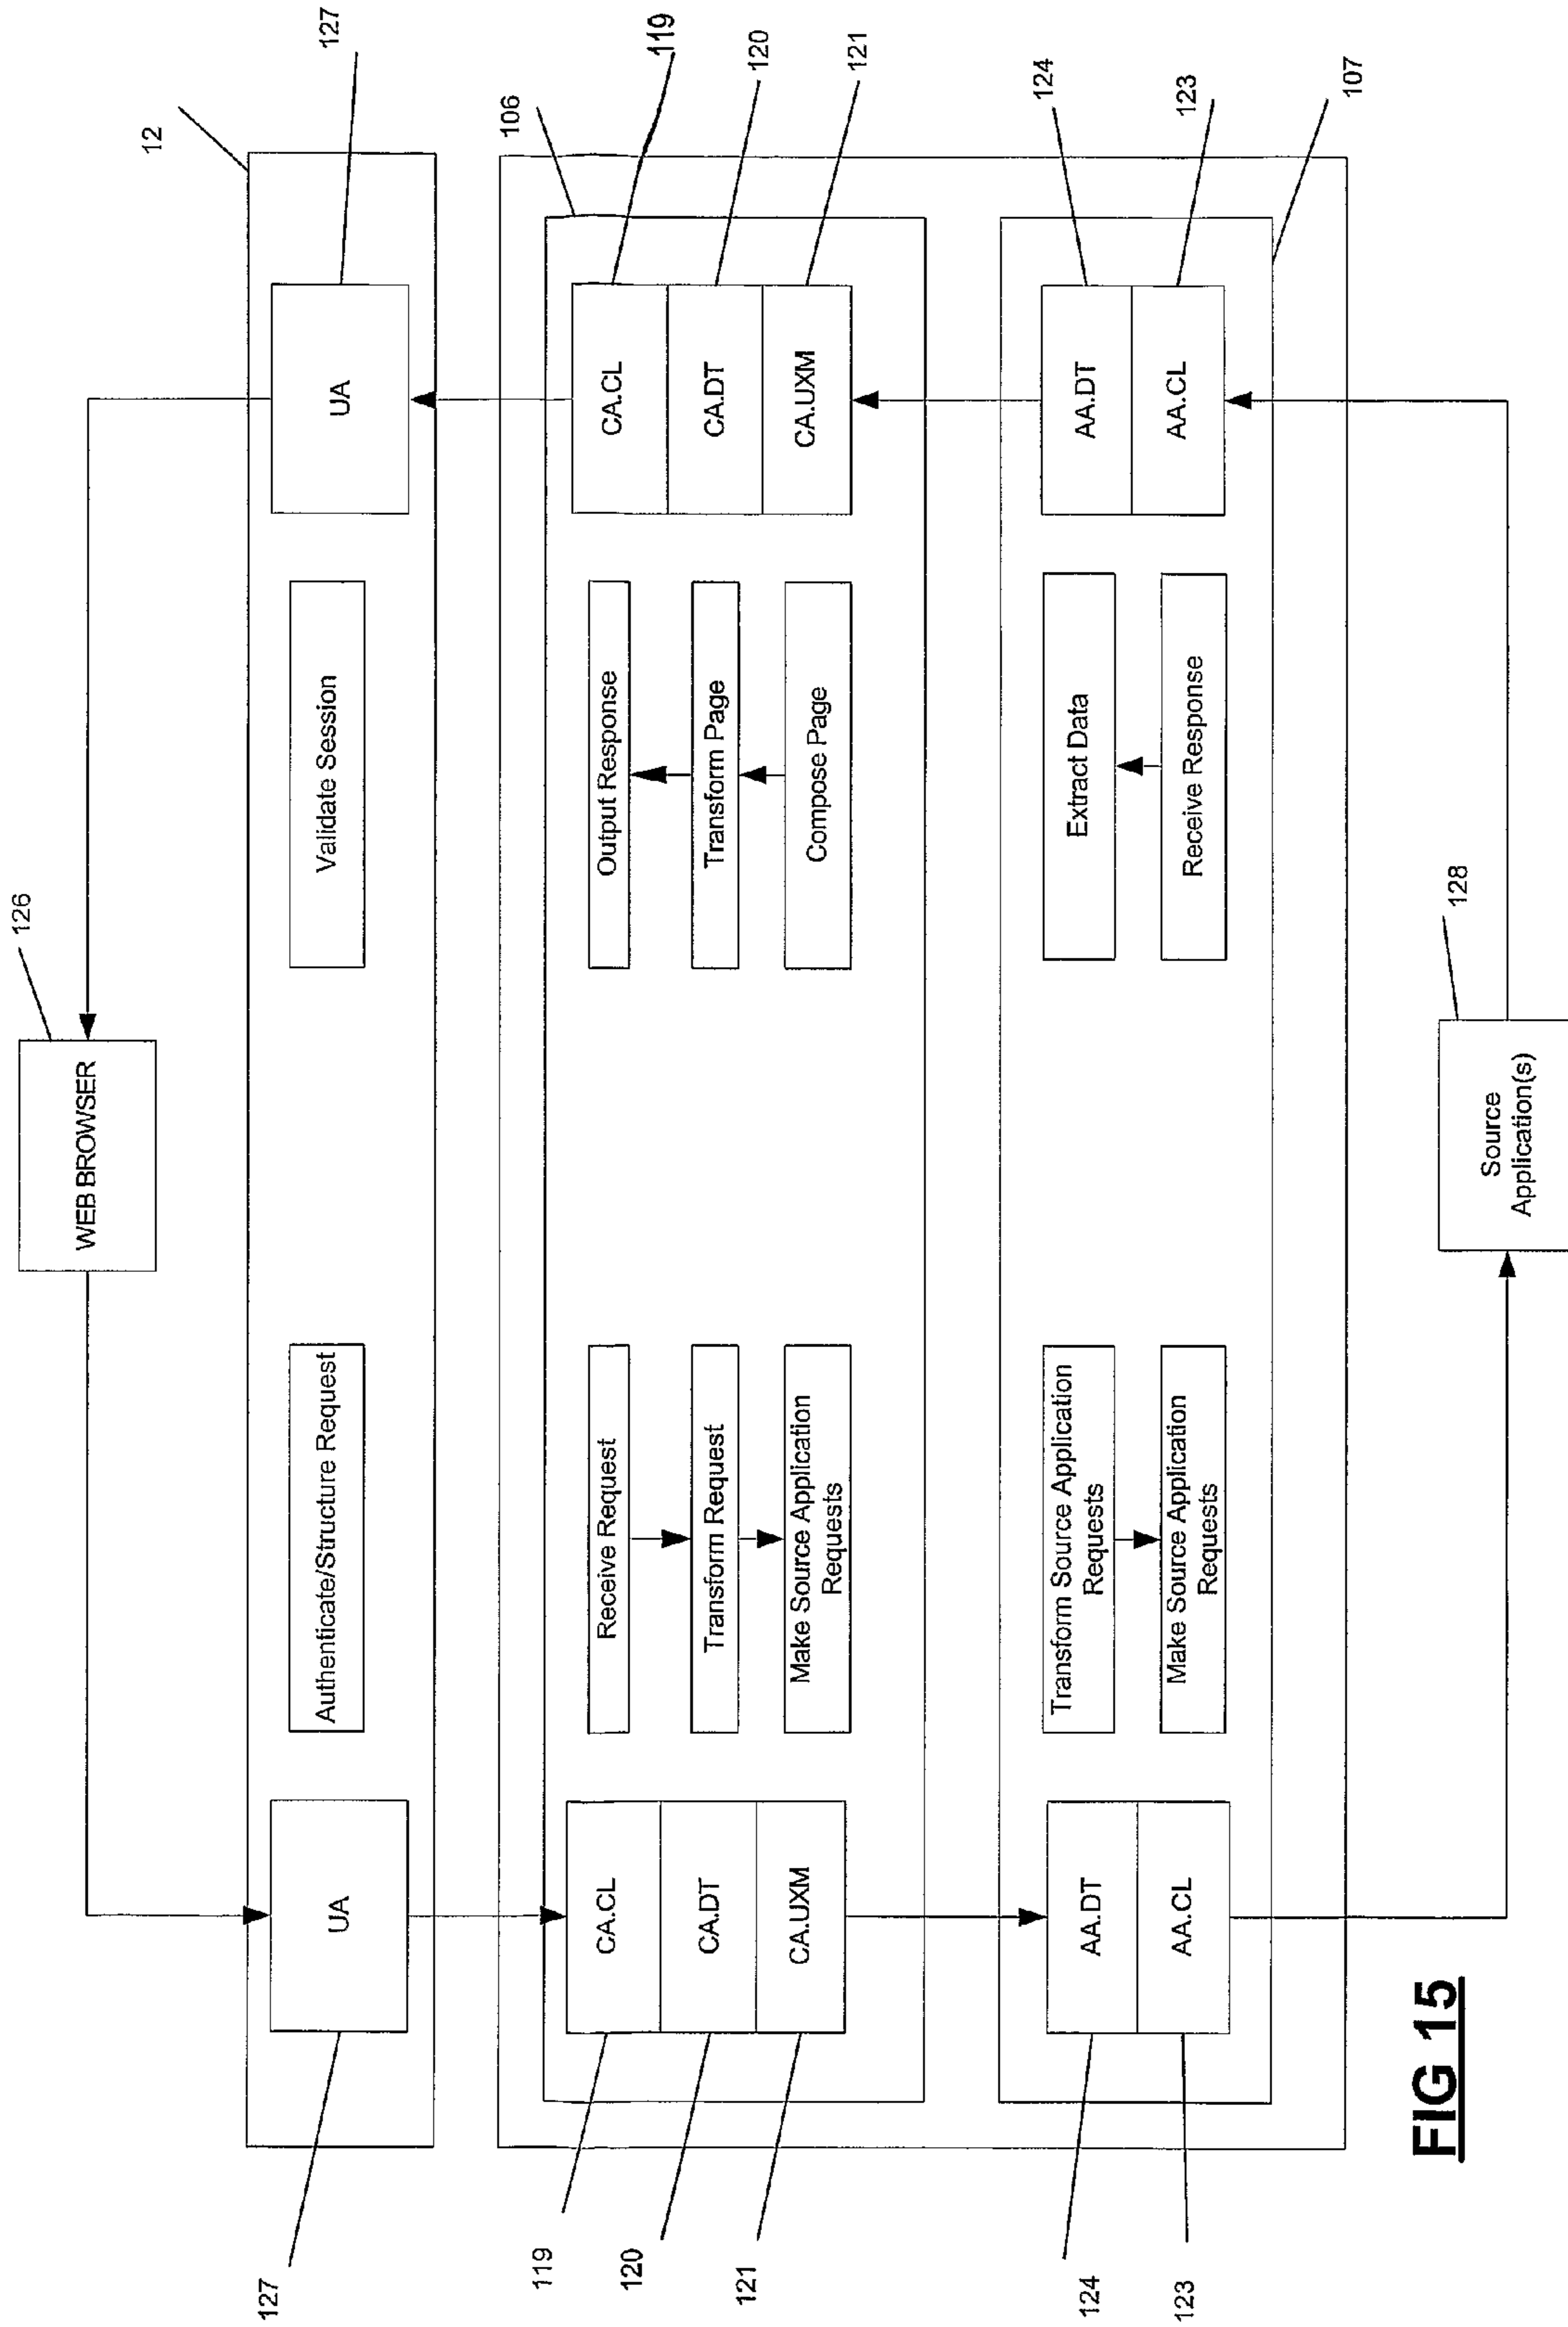 126
WEB BROWSER
12
127
UA
Authenticate/Structure Request
Validate Session
UA
127
106
119
CA.CL
Receive Request
Output Response
CA.CL
119
120
CA.DT
Transform Request
Transform Page
CA.DT
120
121
CA.UXM
Make Source Application
Requests
Compose Page
CA.UXM
121
124
AA.DT
Transform Source Application
Requests
Extract Data
AA.DT
124
123
AA.CL
Make Source Application
Requests
Receive Response
AA.CL
123
107
128
Source
Application(s)
FIG 15